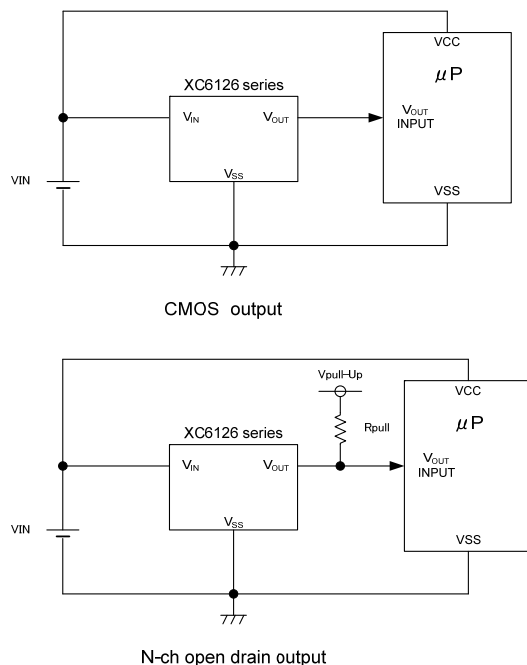 VCC
μP
XC6126 series
VIN VOUT
VOUT
INPUT
VIN
VSS
VSS
CMOS output
Vpull-Up
VCC
Rpull
μP
XC6126 series
VIN VOUT
VOUT
INPUT
VIN
VSS
VSS
N-ch open drain output